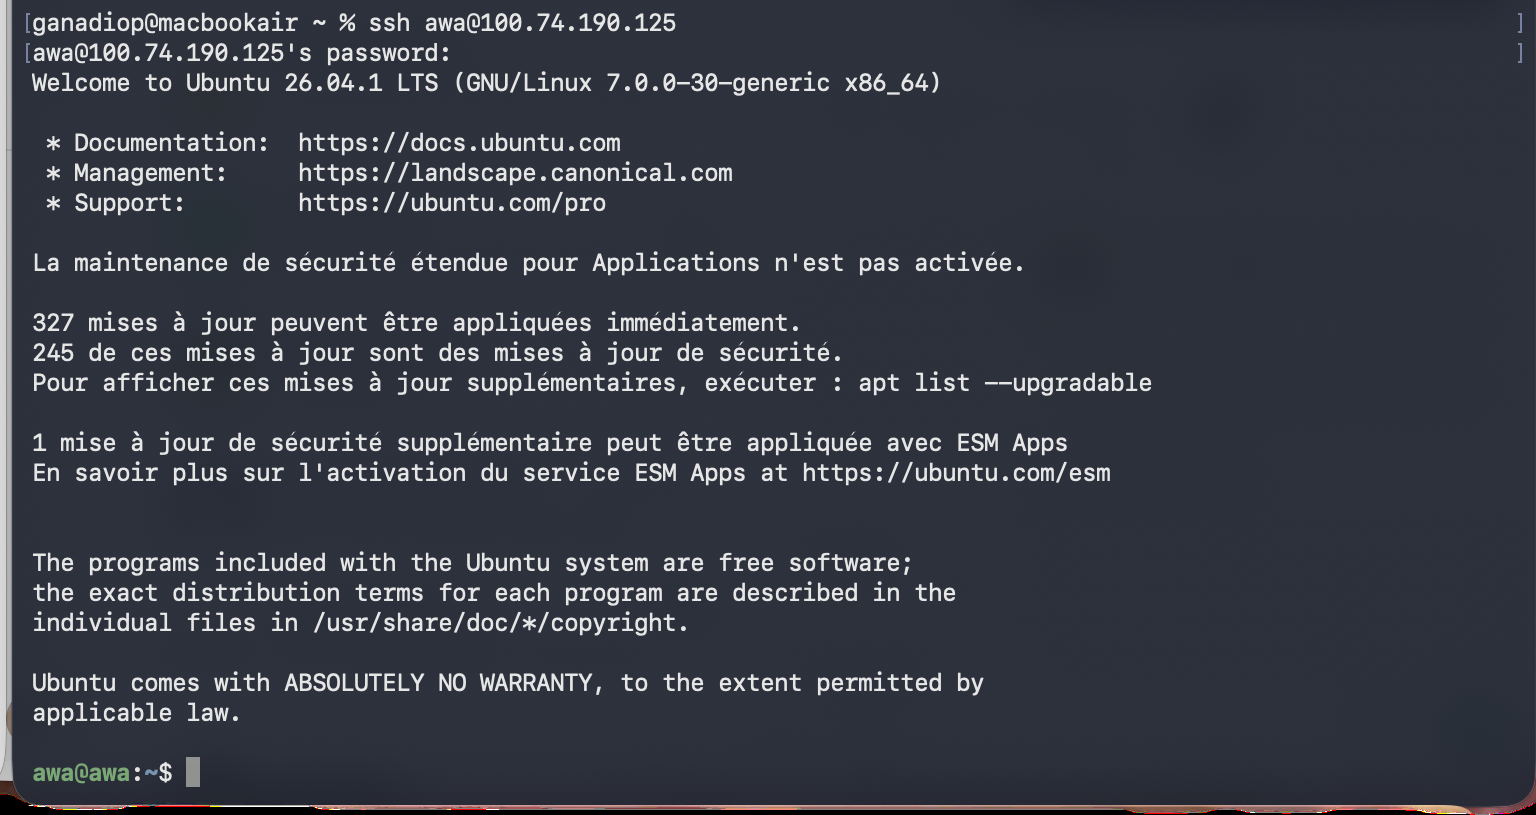 [ganadiop@macbookair ~ % ssh awa@100.74.190.125 ]
[awa@100.74.190.125's password: ]
Welcome to Ubuntu 26.04.1 LTS (GNU/Linux 7.0.0-30-generic x86_64)

 * Documentation:  https://docs.ubuntu.com
 * Management:     https://landscape.canonical.com
 * Support:        https://ubuntu.com/pro

La maintenance de sécurité étendue pour Applications n'est pas activée.

327 mises à jour peuvent être appliquées immédiatement.
245 de ces mises à jour sont des mises à jour de sécurité.
Pour afficher ces mises à jour supplémentaires, exécuter : apt list --upgradable

1 mise à jour de sécurité supplémentaire peut être appliquée avec ESM Apps
En savoir plus sur l'activation du service ESM Apps at https://ubuntu.com/esm

The programs included with the Ubuntu system are free software;
the exact distribution terms for each program are described in the
individual files in /usr/share/doc/*/copyright.

Ubuntu comes with ABSOLUTELY NO WARRANTY, to the extent permitted by
applicable law.

awa@awa:~$